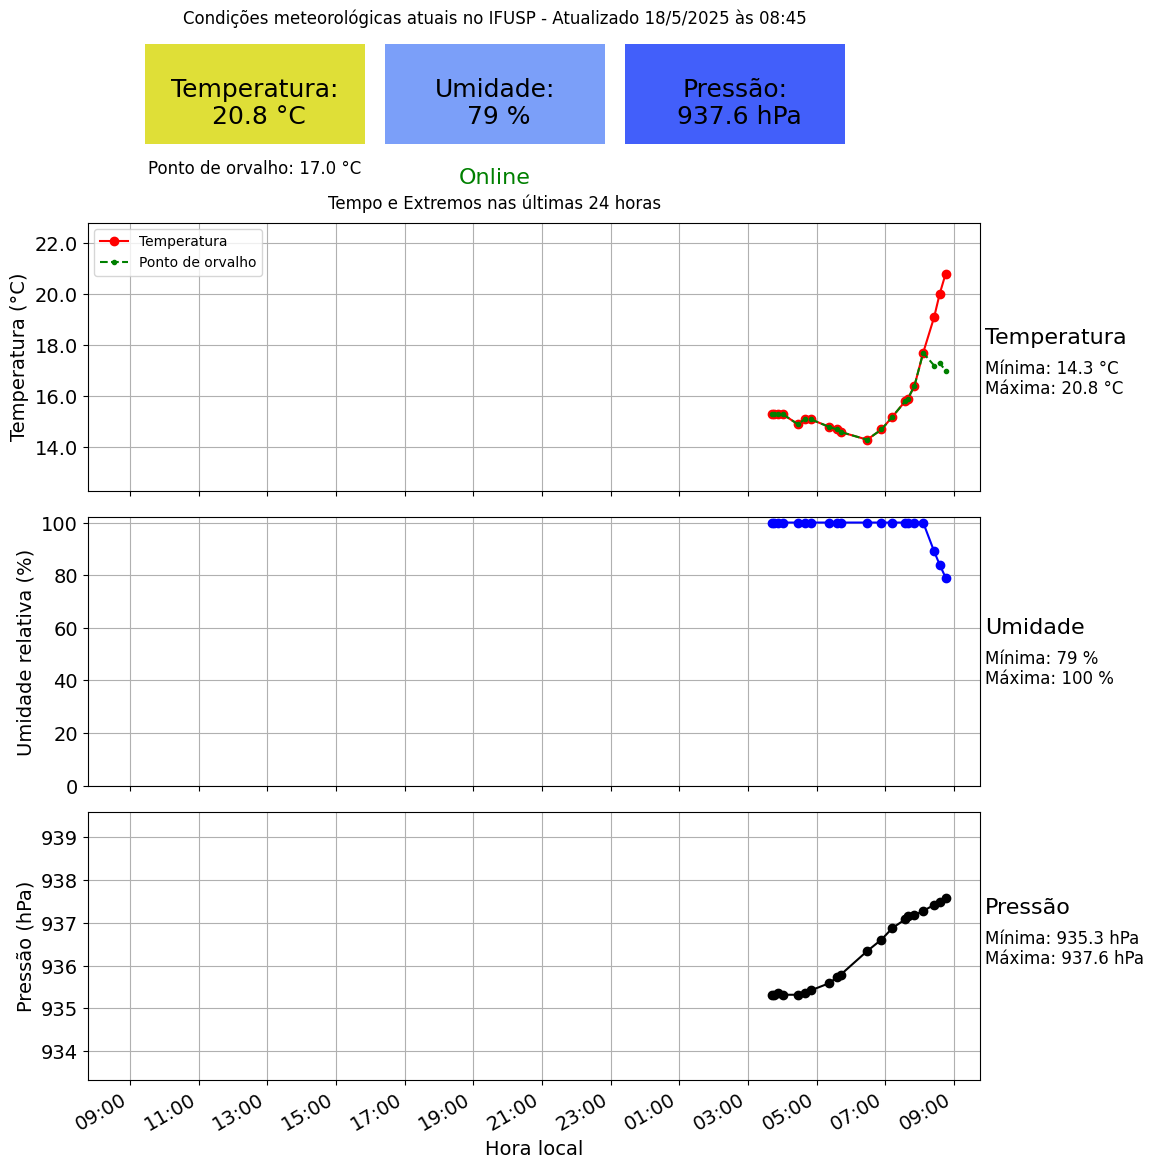 Condições meteorológicas atuais no IFUSP - Atualizado 18/5/2025 às 08:45
Temperatura:
20.8 °C
Umidade:
79 %
Pressão:
937.6 hPa
Ponto de orvalho: 17.0 °C
Online
Tempo e Extremos nas últimas 24 horas
Temperatura (°C)
22.0
20.0
18.0
16.0
14.0
Temperatura
Ponto de orvalho
Temperatura
Mínima: 14.3 °C
Máxima: 20.8 °C
Umidade relativa (%)
100
80
60
40
20
0
Umidade
Mínima: 79 %
Máxima: 100 %
Pressão (hPa)
939
938
937
936
935
934
Pressão
Mínima: 935.3 hPa
Máxima: 937.6 hPa
09:00
11:00
13:00
15:00
17:00
19:00
21:00
23:00
01:00
03:00
05:00
07:00
09:00
Hora local